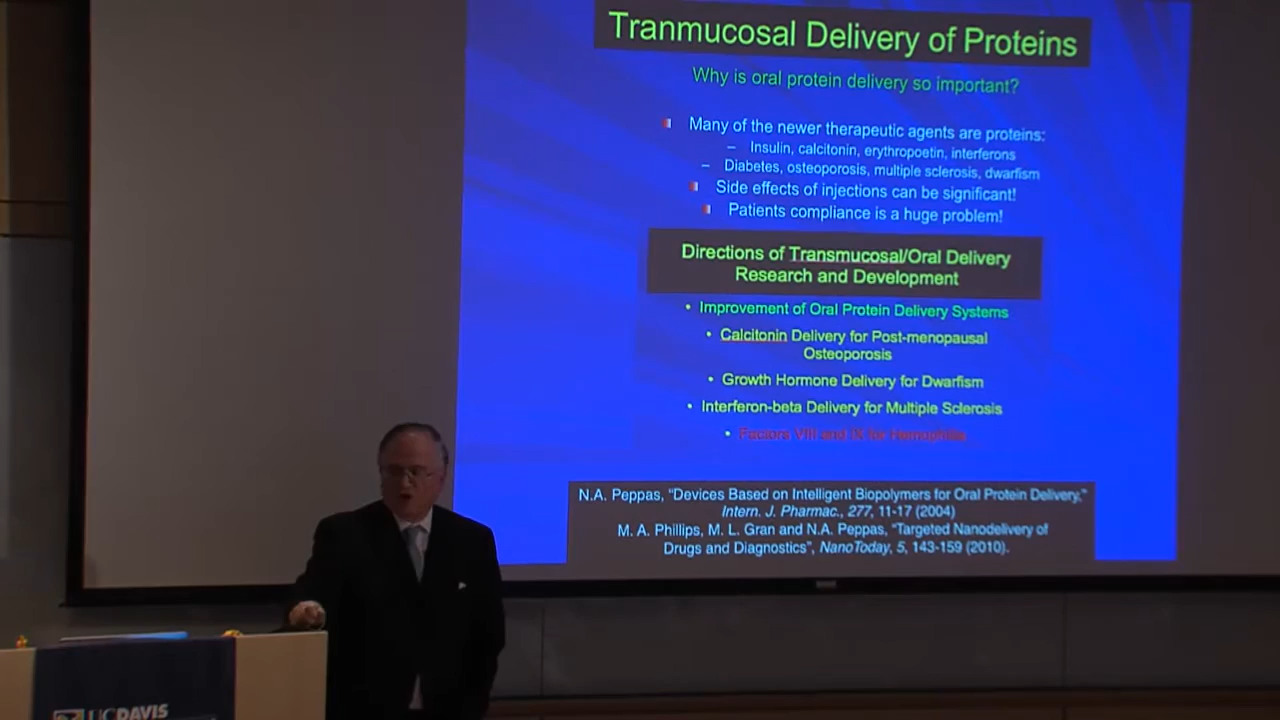 Tranmucosal Delivery of Proteins
Why is oral protein delivery so important?
Many of the newer therapeutic agents are proteins:
– Insulin, calcitonin, erythropoetin, interferons
– Diabetes, osteoporosis, multiple sclerosis, dwarfism
Side effects of injections can be significant!
Patients compliance is a huge problem!
Directions of Transmucosal/Oral Delivery
Research and Development
• Improvement of Oral Protein Delivery Systems
• Calcitonin Delivery for Post-menopausal
Osteoporosis
• Growth Hormone Delivery for Dwarfism
• Interferon-beta Delivery for Multiple Sclerosis
• Factors VIII and IX for Hemophilia
N.A. Peppas, “Devices Based on Intelligent Biopolymers for Oral Protein Delivery,”
Intern. J. Pharmac., 277, 11-17 (2004)
M. A. Phillips, M. L. Gran and N.A. Peppas, “Targeted Nanodelivery of
Drugs and Diagnostics”, NanoToday, 5, 143-159 (2010).
UCDAVIS